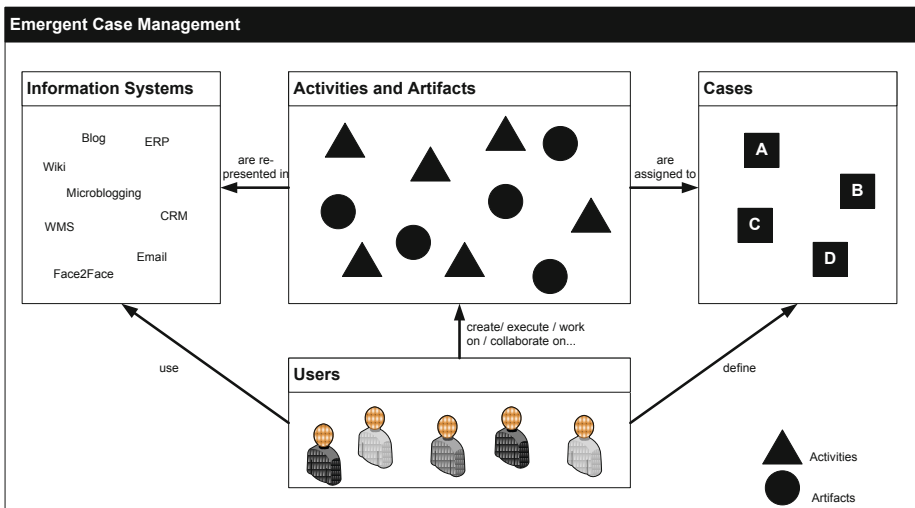 Emergent Case Management
Information Systems
Blog
ERP
Wiki
Microblogging
CRM
WMS
Email
Face2Face
are re-
presented in
Activities and Artifacts
are
assigned to
Cases
A
B
C
D
use
create/ execute / work
on / collaborate on...
define
Users
Activities
Artifacts